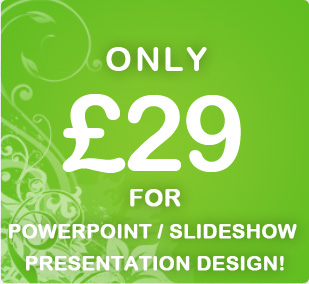 ONLY
£29
FOR
POWERPOINT / SLIDESHOW
PRESENTATION DESIGN!